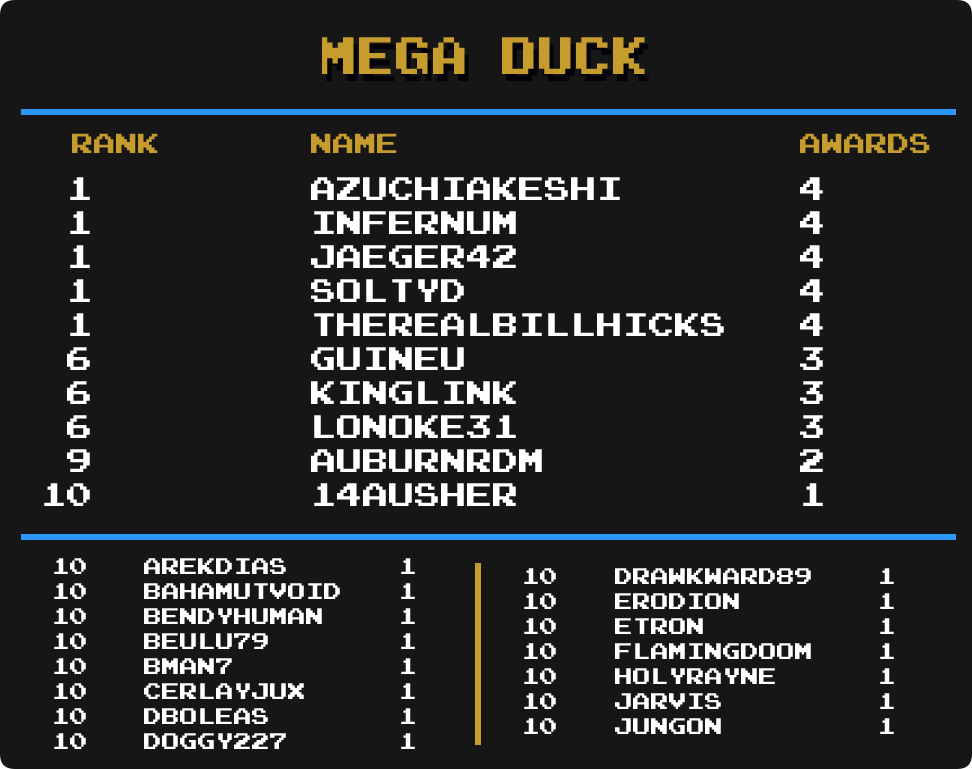 MEGA DUCK
RANK NAME AWARDS
1 AZUCHIAKESHI 4
1 INFERNUM 4
1 JAEGER42 4
1 SOLTYD 4
1 THEREALBILLHICKS 4
6 GUINEU 3
6 KINGLINK 3
6 LONOKE31 3
9 AUBURNRDM 2
10 14AUSHER 1
10 AREKDIAS 1
10 BAHAMUTVOID 1
10 BENDYHUMAN 1
10 BEULU79 1
10 BMAN7 1
10 CERLAYJUX 1
10 DBOLEAS 1
10 DOGGY227 1
10 DRAWKWARD89 1
10 ERODION 1
10 ETRON 1
10 FLAMINGDOOM 1
10 HOLYRAYNE 1
10 JARVIS 1
10 JUNGON 1